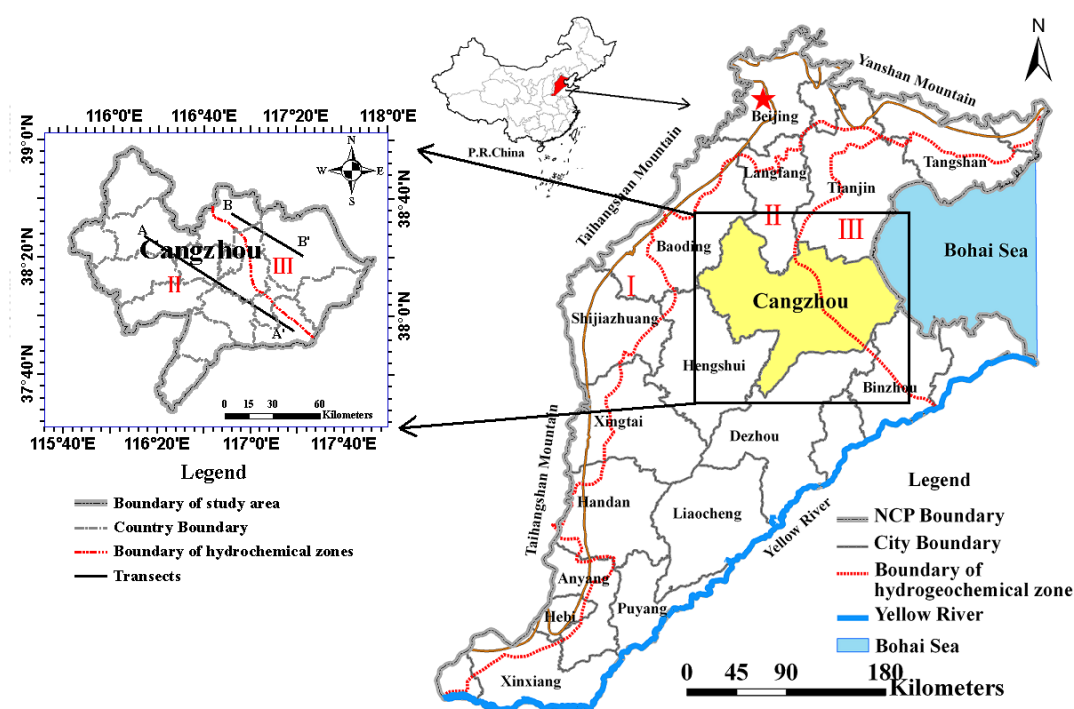 116°0'E 116°40'E 117°20'E 118°0'E
39°0'N
38°20'N
37°40'N
38°40'N
38°0'N
N
W E
S
B
B'
A
A'
Cangzhou
II
III
0 15 30 60
Kilometers
115°40'E 116°20'E 117°0'E 117°40'E
Legend
Boundary of study area
Country Boundary
Boundary of hydrochemical zones
Transects
P.R.China
N
Yanshan Mountain
Beijing
Taihangshan Mountain
Langfang
Tianjin
Tangshan
Baoding
I
II
III
Bohai Sea
Cangzhou
Shijiazhuang
Hengshui
Binzhou
Xingtai
Dezhou
Taihangshan Mountain
Handan
Liaocheng
Yellow River
Anyang
Hebi
Puyang
Xinxiang
Legend
NCP Boundary
City Boundary
Boundary of
hydrogeochemical zone
Yellow River
Bohai Sea
0 45 90 180
Kilometers